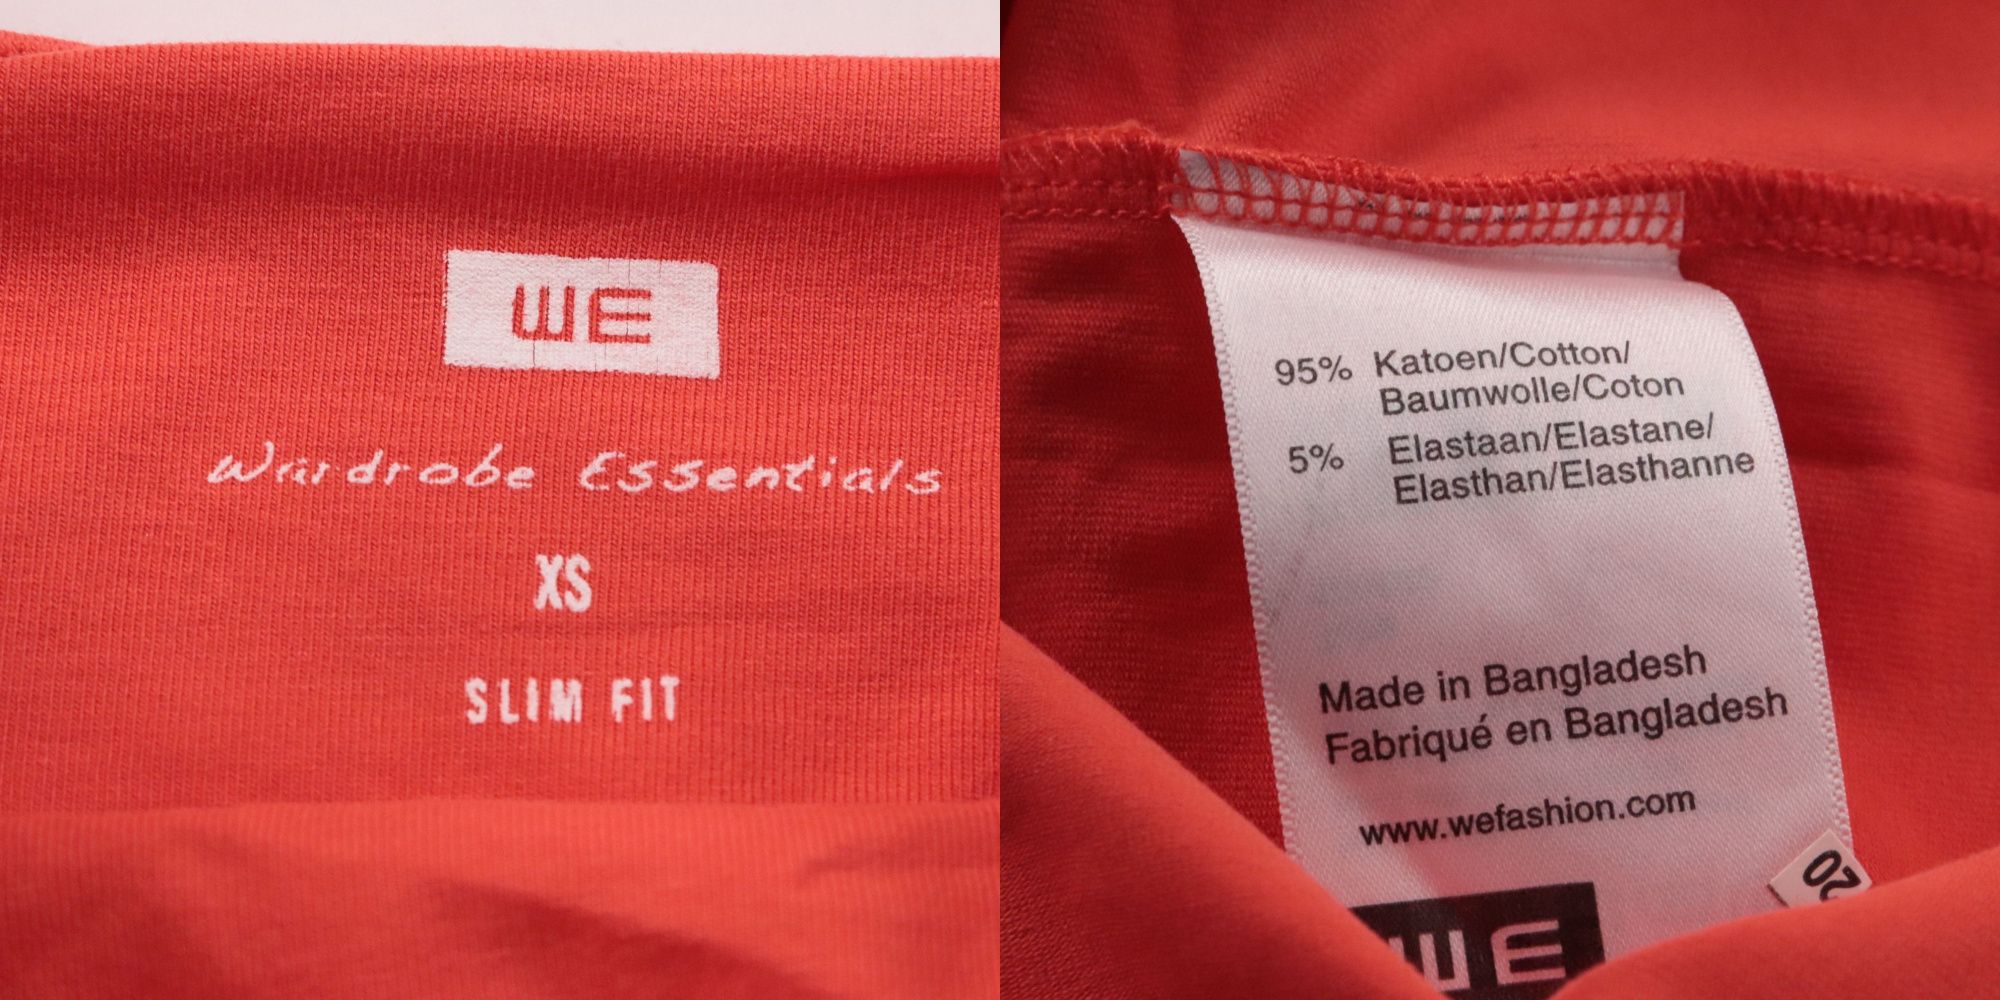 WE
Wardrobe Essentials
XS
SLIM FIT
95% Katoen/Cotton/
Baumwolle/Coton
5% Elastaan/Elastane/
Elasthan/Elasthanne
Made in Bangladesh
Fabriqué en Bangladesh
www.wefashion.com
20
WE